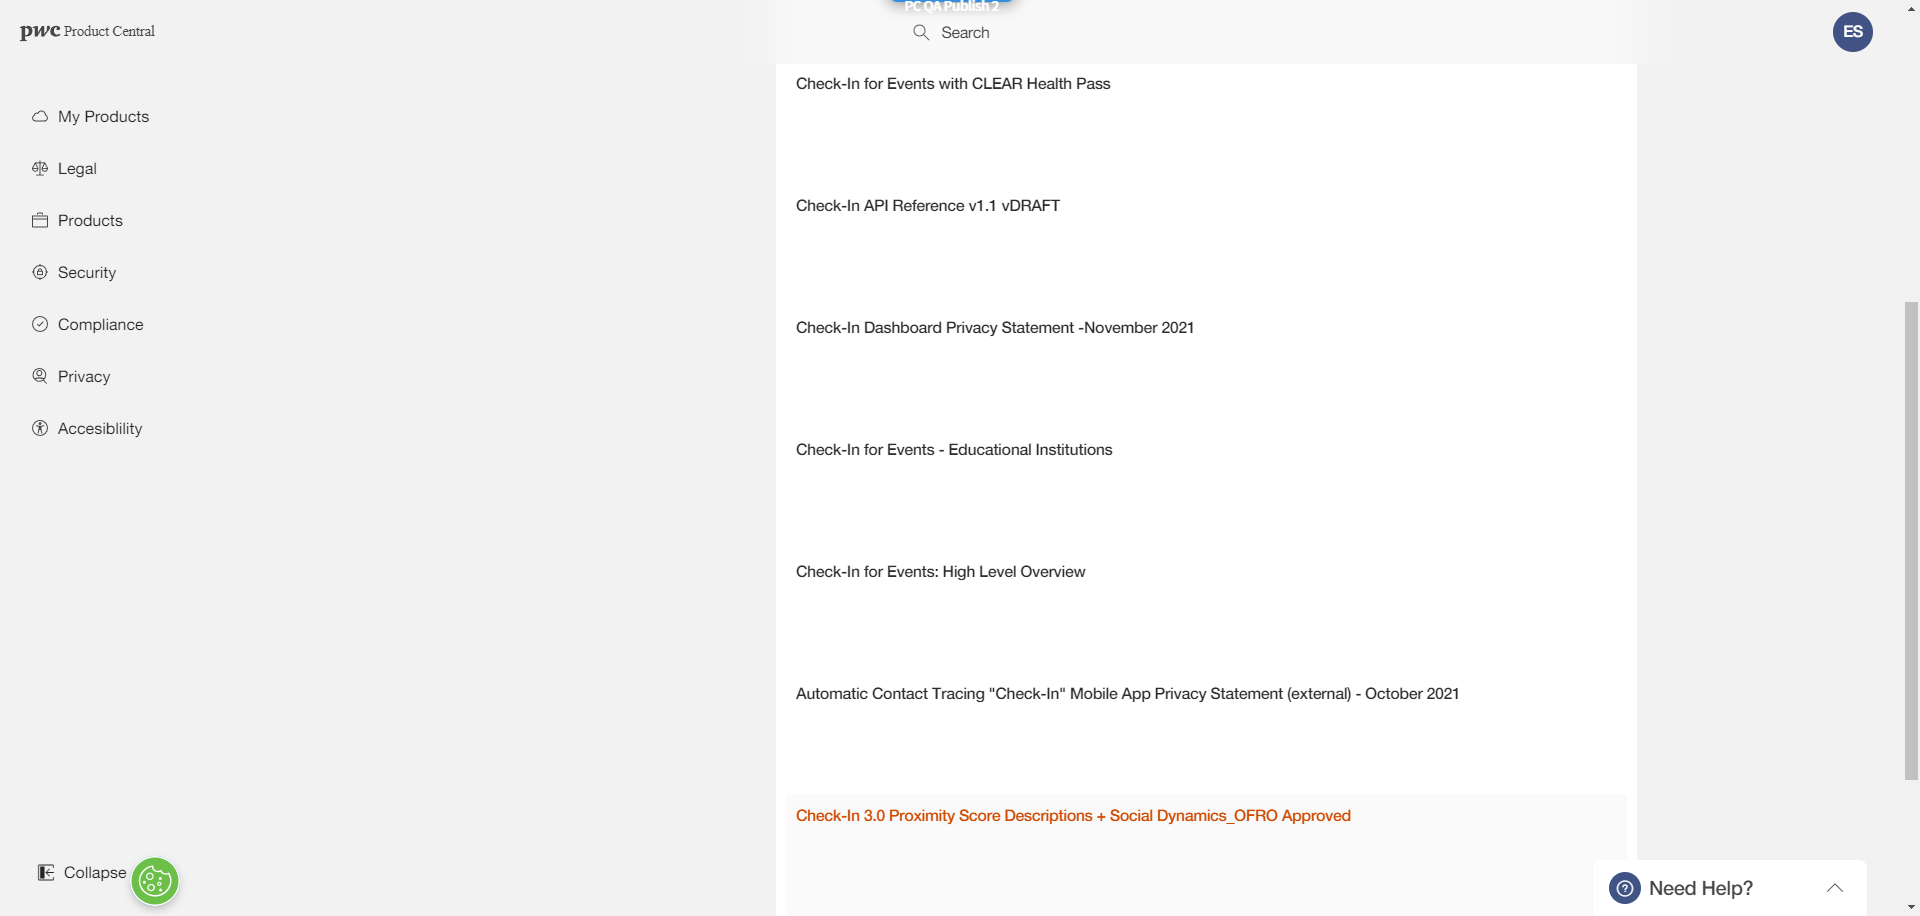 PC QA Publish 2
pwc Product Central
Search
ES
My Products
Legal
Products
Security
Compliance
Privacy
Accesiblility
Collapse
Check-In for Events with CLEAR Health Pass
Check-In API Reference v1.1 vDRAFT
Check-In Dashboard Privacy Statement -November 2021
Check-In for Events - Educational Institutions
Check-In for Events: High Level Overview
Automatic Contact Tracing "Check-In" Mobile App Privacy Statement (external) - October 2021
Check-In 3.0 Proximity Score Descriptions + Social Dynamics_OFRO Approved
Need Help?